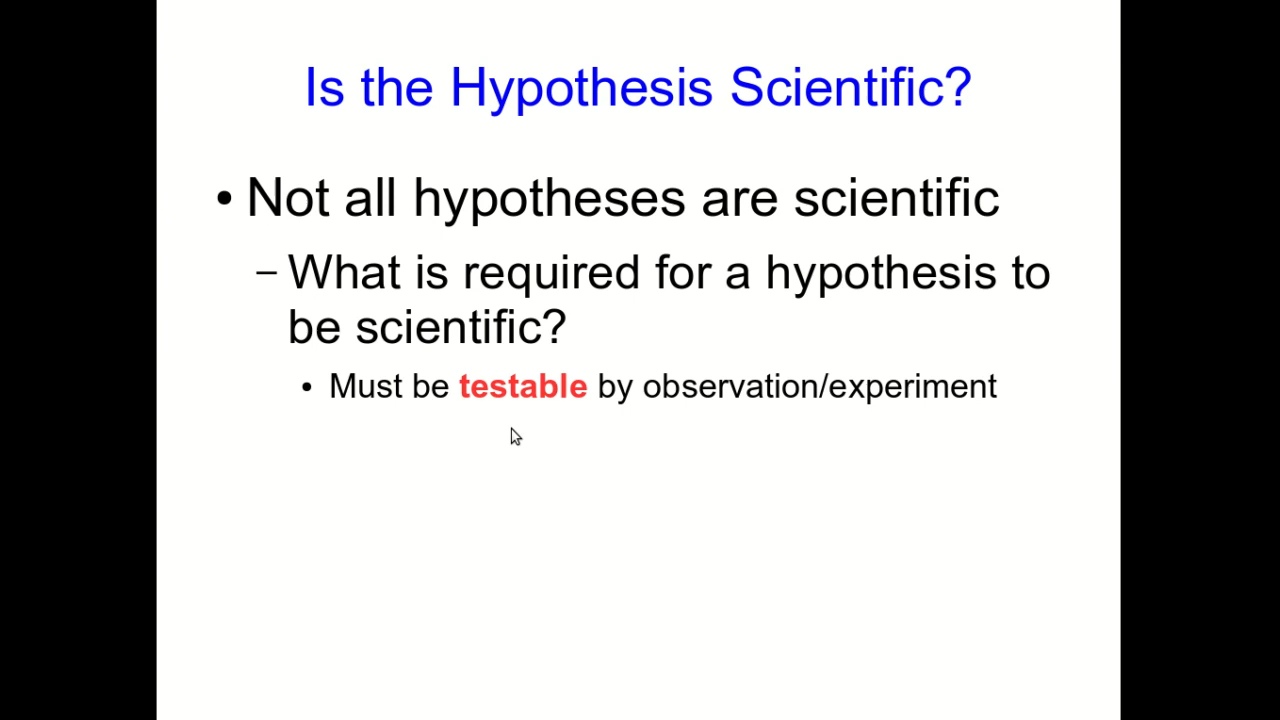 Is the Hypothesis Scientific?
• Not all hypotheses are scientific
– What is required for a hypothesis to
be scientific?
• Must be testable by observation/experiment